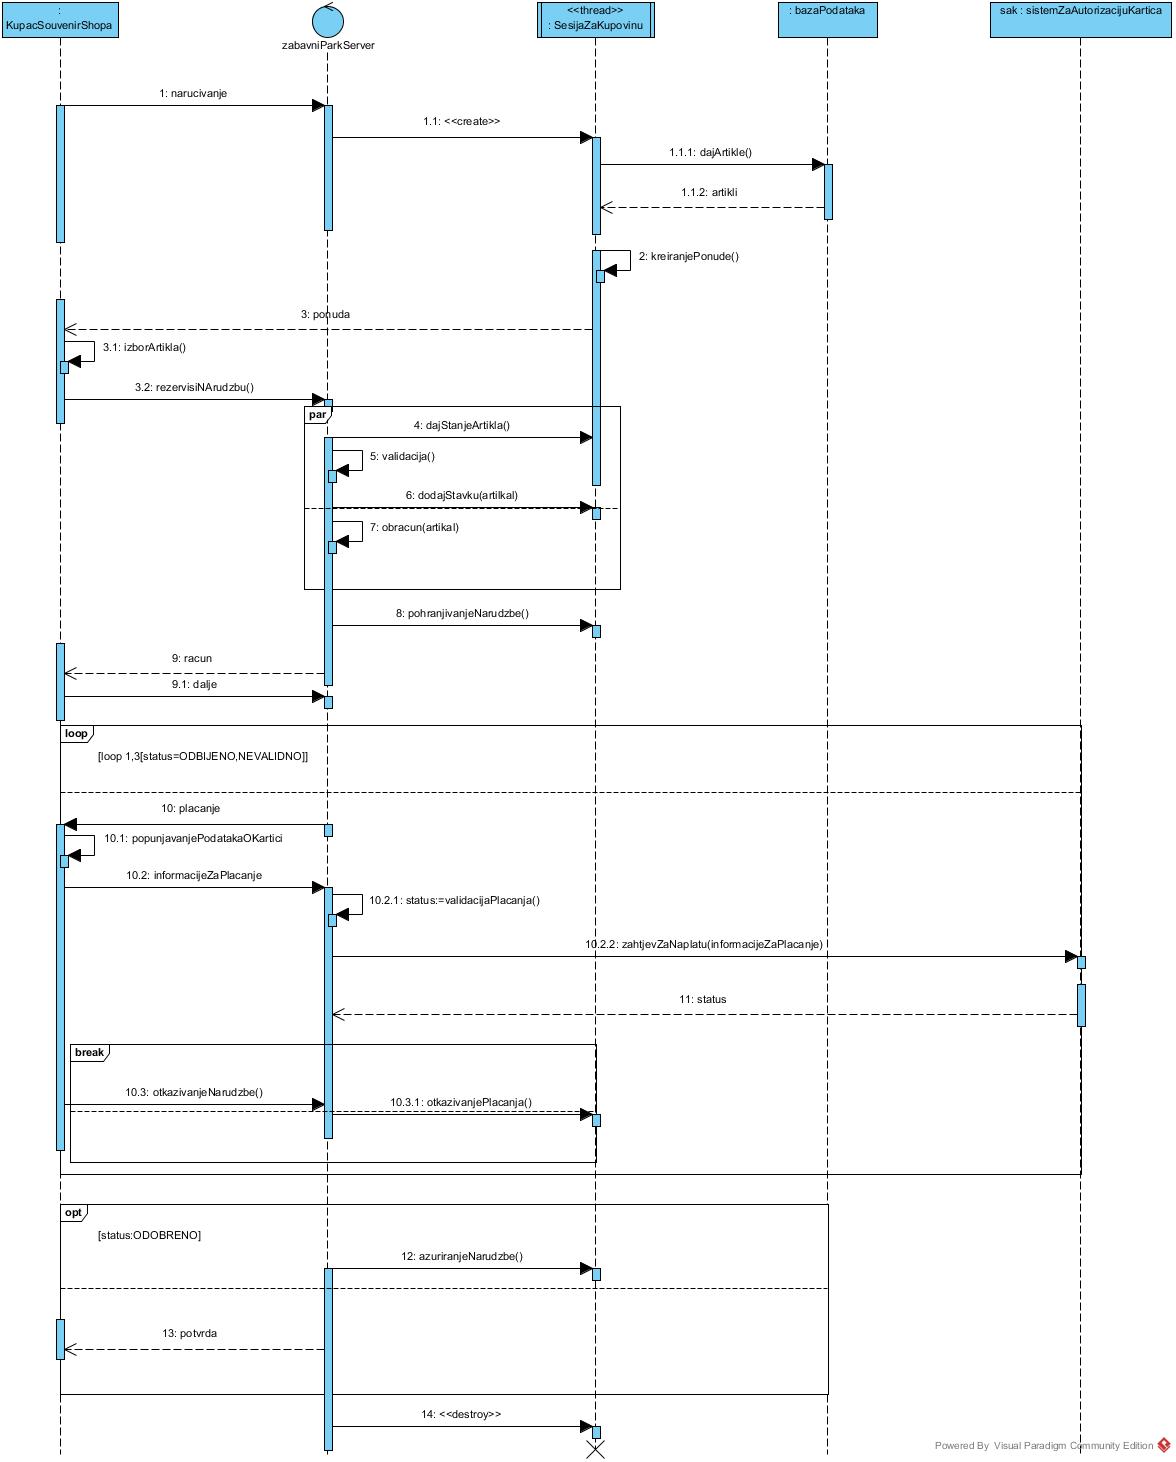 :
KupacSouvenirShopa
zabavniParkServer
<<thread>>
: SesijaZaKupovinu
: bazaPodataka
sak : sistemZaAutorizacijuKartica
1: narucivanje
1.1: <<create>>
1.1.1: dajArtikle()
1.1.2: artikli
2: kreiranjePonude()
3: ponuda
3.1: izborArtikla()
3.2: rezervisiNArudzbu()
par
4: dajStanjeArtikla()
5: validacija()
6: dodajStavku(artilkal)
7: obracun(artikal)
8: pohranjivanjeNarudzbe()
9: racun
9.1: dalje
loop
[loop 1,3[status=ODBIJENO,NEVALIDNO]]
10: placanje
10.1: popunjavanjePodatakaOKartici
10.2: informacijeZaPlacanje
10.2.1: status:=validacijaPlacanja()
10.2.2: zahtjevZaNaplatu(informacijeZaPlacanje)
11: status
break
10.3: otkazivanjeNarudzbe()
10.3.1: otkazivanjePlacanja()
opt
[status:ODOBRENO]
12: azuriranjeNarudzbe()
13: potvrda
14: <<destroy>>
Powered By Visual Paradigm Community Edition